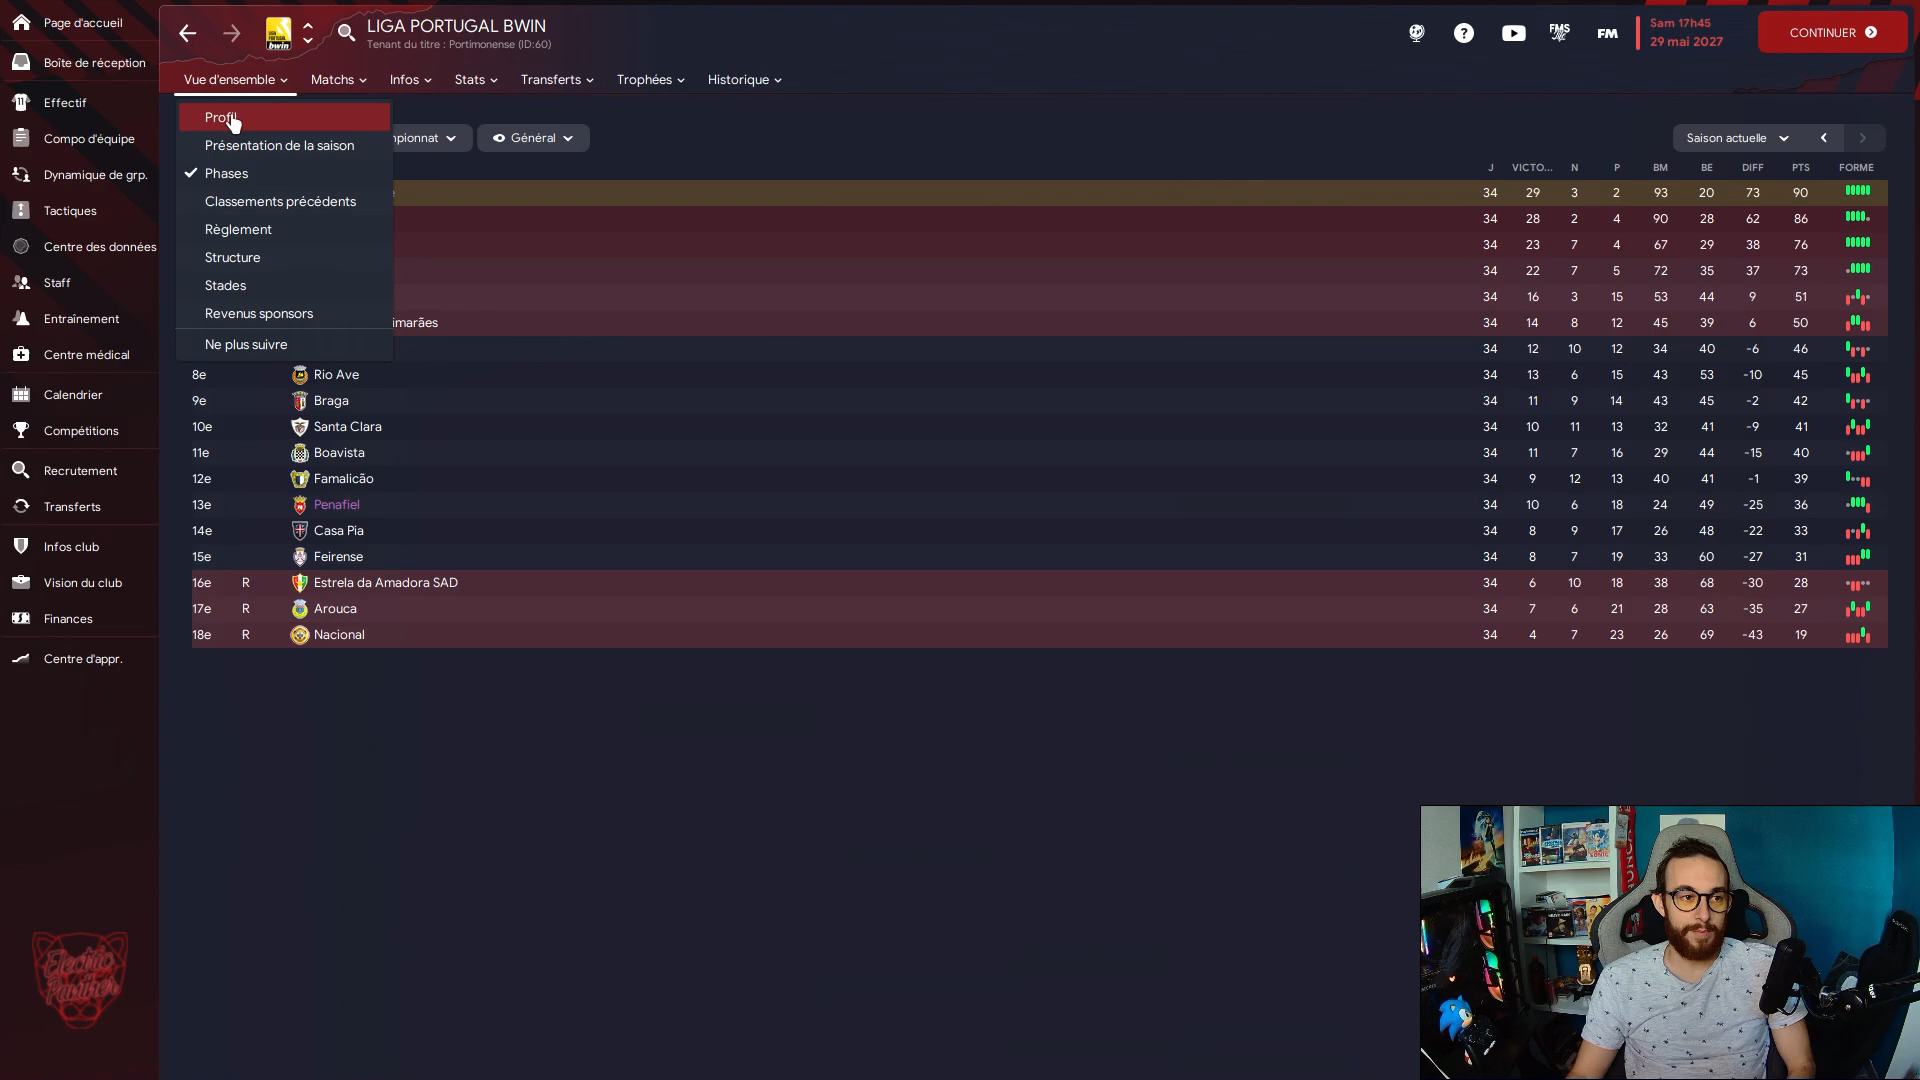 Page d'accueil
Boîte de réception
Effectif
Compo d'équipe
Dynamique de grp.
Tactiques
Centre des données
Staff
Entraînement
Centre médical
Calendrier
Compétitions
Recrutement
Transferts
Infos club
Vision du club
Finances
Centre d'appr.
Electric Panther
LIGA PORTUGAL BWIN
Tenant du titre : Portimonense (ID:60)
FMS
FM
Sam 17h45
29 mai 2027
CONTINUER
Vue d'ensemble Matchs Infos Stats Transferts Trophées Historique
Profil
Présentation de la saison
Phases
Classements précédents
Règlement
Structure
Stades
Revenus sponsors
Ne plus suivre
mpionnat Général
Saison actuelle
J VICTO... N P BM BE DIFF PTS FORME
34 29 3 2 93 20 73 90
34 28 2 4 90 28 62 86
34 23 7 4 67 29 38 76
34 22 7 5 72 35 37 73
34 16 3 15 53 44 9 51
imarães 34 14 8 12 45 39 6 50
34 12 10 12 34 40 -6 46
8e Rio Ave 34 13 6 15 43 53 -10 45
9e Braga 34 11 9 14 43 45 -2 42
10e Santa Clara 34 10 11 13 32 41 -9 41
11e Boavista 34 11 7 16 29 44 -15 40
12e Famalicão 34 9 12 13 40 41 -1 39
13e Penafiel 34 10 6 18 24 49 -25 36
14e Casa Pia 34 8 9 17 26 48 -22 33
15e Feirense 34 8 7 19 33 60 -27 31
16e R Estrela da Amadora SAD 34 6 10 18 38 68 -30 28
17e R Arouca 34 7 6 21 28 63 -35 27
18e R Nacional 34 4 7 23 26 69 -43 19